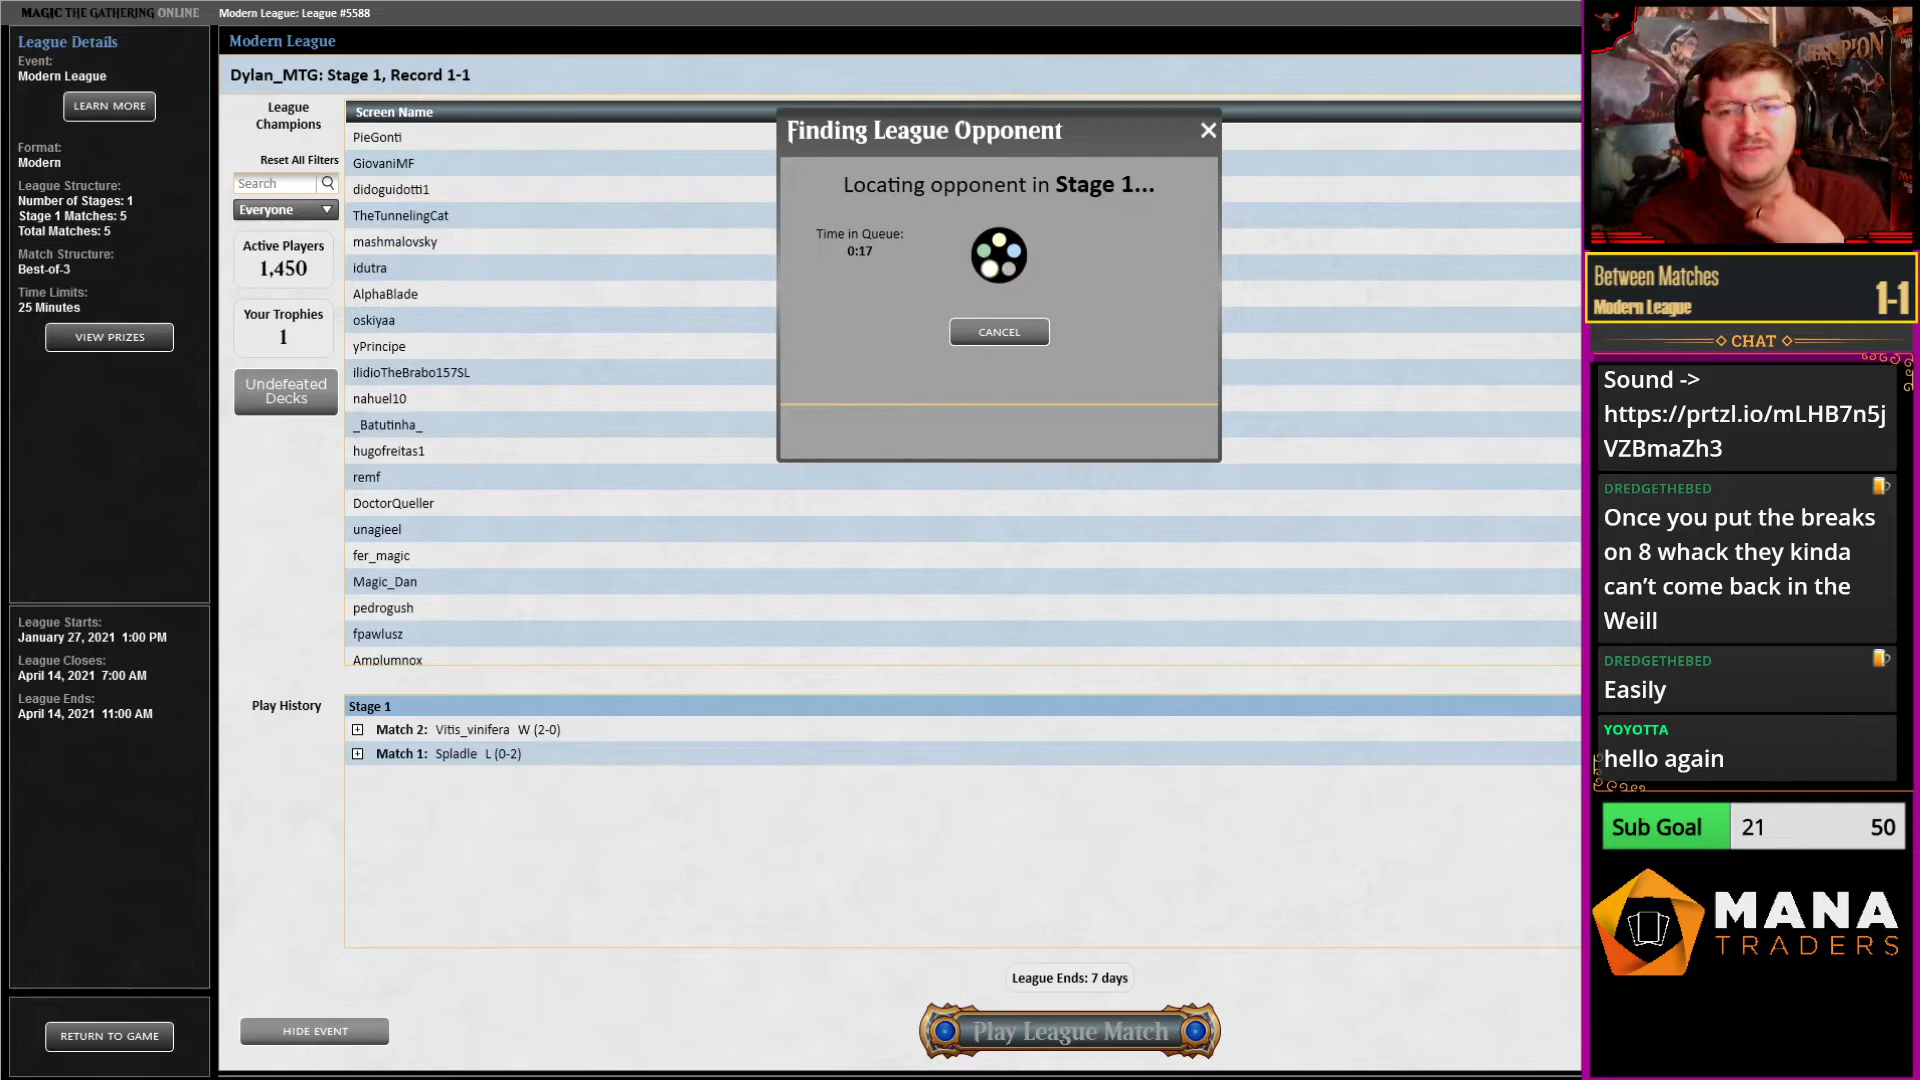 MAGIC THE GATHERING ONLINE
Modern League: League #5588
League Details
Event:
Modern League
LEARN MORE
Format:
Modern
League Structure:
Number of Stages: 1
Stage 1 Matches: 5
Total Matches: 5
Match Structure:
Best-of-3
Time Limits:
25 Minutes
VIEW PRIZES
League Starts:
January 27, 2021 1:00 PM
League Closes:
April 14, 2021 7:00 AM
League Ends:
April 14, 2021 11:00 AM
RETURN TO GAME
Modern League
Dylan_MTG: Stage 1, Record 1-1
League
Champions
Reset All Filters
Search
Everyone
Active Players
1,450
Your Trophies
1
Undefeated
Decks
Screen Name
PieGonti
GiovaniMF
didoguidotti1
TheTunnelingCat
mashmalovsky
idutra
AlphaBlade
oskiyaa
yPrincipe
ilidioTheBrabo157SL
nahuel10
_Batutinha_
hugofreitas1
remf
DoctorQueller
unagieel
fer_magic
Magic_Dan
pedrogush
fpawlusz
Amplumnox
Finding League Opponent
Locating opponent in Stage 1...
Time in Queue:
0:17
CANCEL
Play History
Stage 1
Match 2: Vitis_vinifera W (2-0)
Match 1: Spladle L (0-2)
League Ends: 7 days
HIDE EVENT
Play League Match
CHAMPION
Between Matches
Modern League
1-1
CHAT
Sound ->
https://prtzl.io/mLHB7n5j
VZBmaZh3
DREDGETHEBED
Once you put the breaks
on 8 whack they kinda
can't come back in the
Weill
DREDGETHEBED
Easily
YOYOTTA
hello again
Sub Goal 21 50
MANA
TRADERS